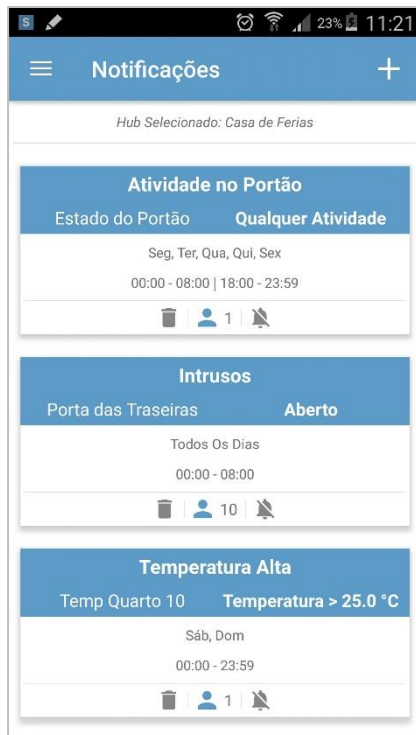 S 23% 11:21
Notificações
Hub Selecionado: Casa de Ferias
Atividade no Portão
Estado do Portão Qualquer Atividade
Seg, Ter, Qua, Qui, Sex
00:00 - 08:00 | 18:00 - 23:59
1
Intrusos
Porta das Traseiras Aberto
Todos Os Dias
00:00 - 08:00
10
Temperatura Alta
Temp Quarto 10 Temperatura > 25.0 °C
Sáb, Dom
00:00 - 23:59
1